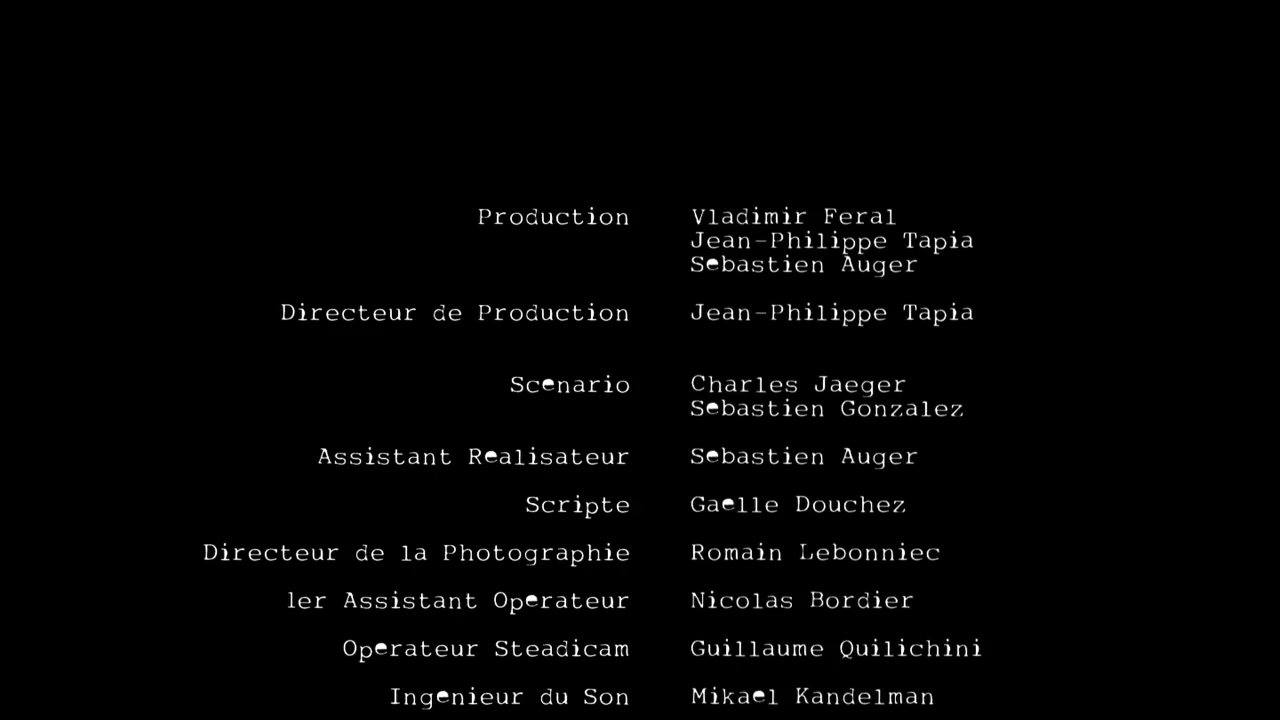 Production Vladimir Feral
Jean-Philippe Tapia
Sebastien Auger
Directeur de Production Jean-Philippe Tapia
Scenario Charles Jaeger
Sebastien Gonzalez
Assistant Realisateur Sebastien Auger
Scripte Gaelle Douchez
Directeur de la Photographie Romain Lebonniec
1er Assistant Operateur Nicolas Bordier
Operateur Steadicam Guillaume Quilichini
Ingenieur du Son Mikael Kandelman